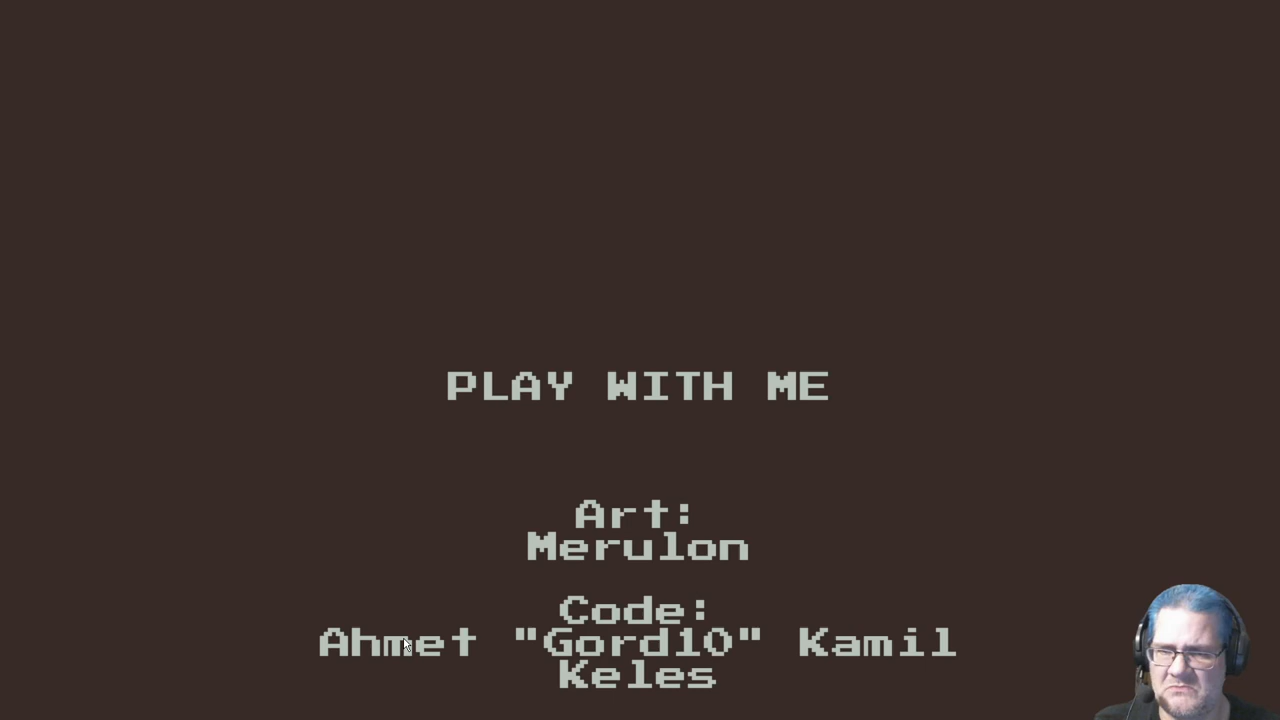 PLAY WITH ME
Art:
Merulon
Code:
Ahmet "Gord10" Kamil
Keles